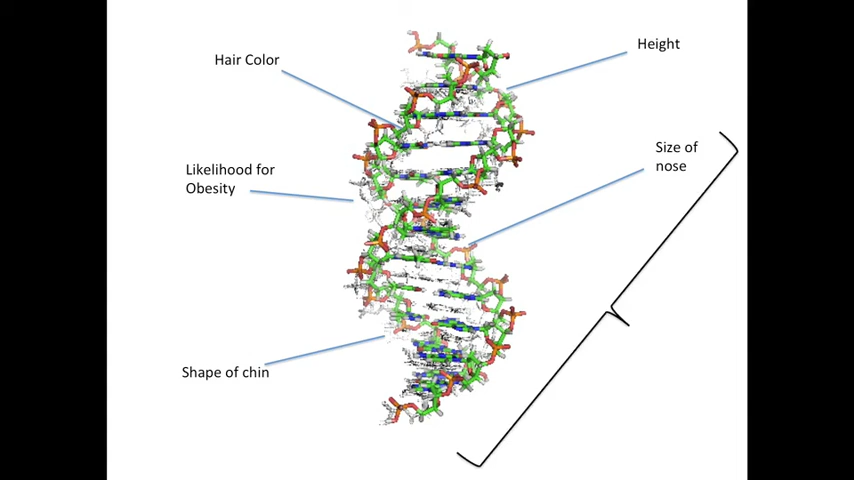 Hair Color
Height
Likelihood for
Obesity
Size of
nose
Shape of chin